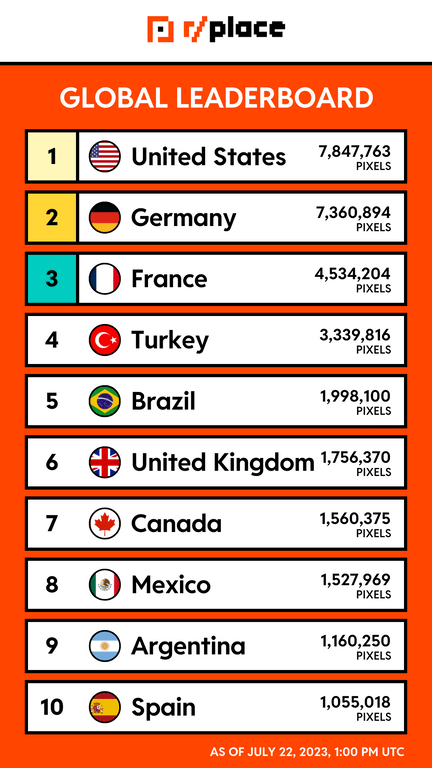 r/place
GLOBAL LEADERBOARD
1 United States 7,847,763
PIXELS
2 Germany 7,360,894
PIXELS
3 France 4,534,204
PIXELS
4 Turkey 3,339,816
PIXELS
5 Brazil 1,998,100
PIXELS
6 United Kingdom 1,756,370
PIXELS
7 Canada 1,560,375
PIXELS
8 Mexico 1,527,969
PIXELS
9 Argentina 1,160,250
PIXELS
10 Spain 1,055,018
PIXELS
AS OF JULY 22, 2023, 1:00 PM UTC